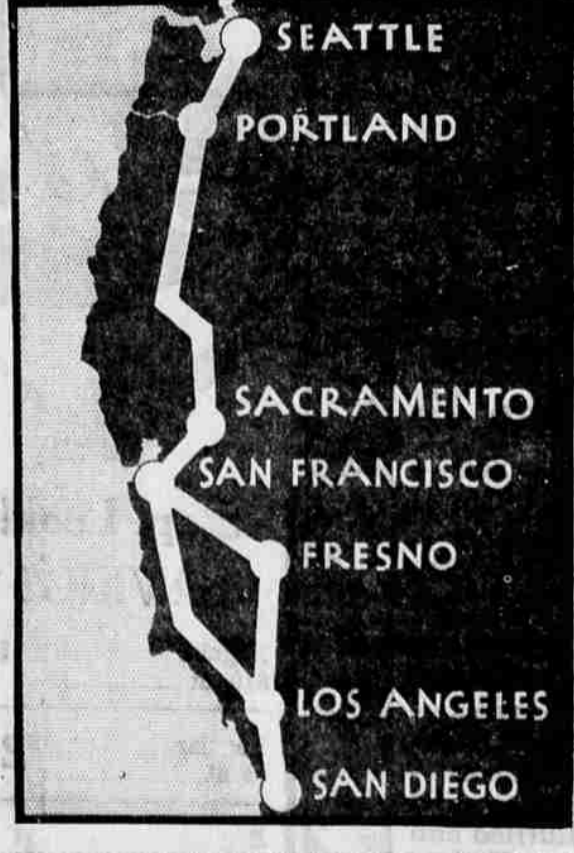 SEATTLE
PORTLAND
SACRAMENTO
SAN FRANCISCO
FRESNO
LOS ANGELES
SAN DIEGO